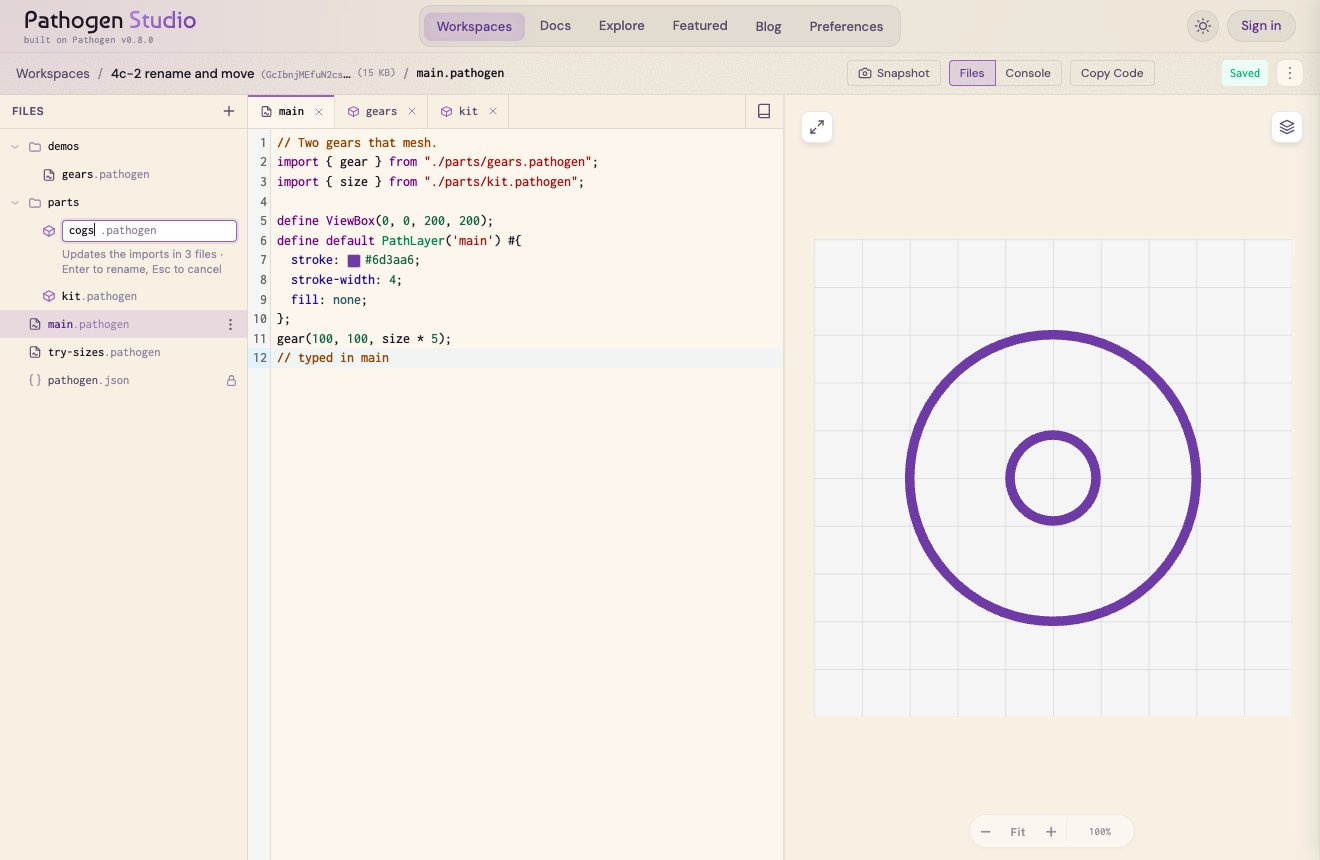 Pathogen Studio
built on Pathogen v0.8.0
Workspaces
Docs
Explore
Featured
Blog
Preferences
Sign in
Workspaces / 4c-2 rename and move (GcIbnjMEfuN2cs… (15 KB) / main.pathogen
Snapshot
Files
Console
Copy Code
Saved
FILES
demos
gears.pathogen
parts
cogs .pathogen
Updates the imports in 3 files ·
Enter to rename, Esc to cancel
kit.pathogen
main.pathogen
try-sizes.pathogen
{ } pathogen.json
main
gears
kit
1 // Two gears that mesh.
2 import { gear } from "./parts/gears.pathogen";
3 import { size } from "./parts/kit.pathogen";
4
5 define ViewBox(0, 0, 200, 200);
6 define default PathLayer('main') #{
7 stroke: #6d3aa6;
8 stroke-width: 4;
9 fill: none;
10 };
11 gear(100, 100, size * 5);
12 // typed in main
Fit
100%